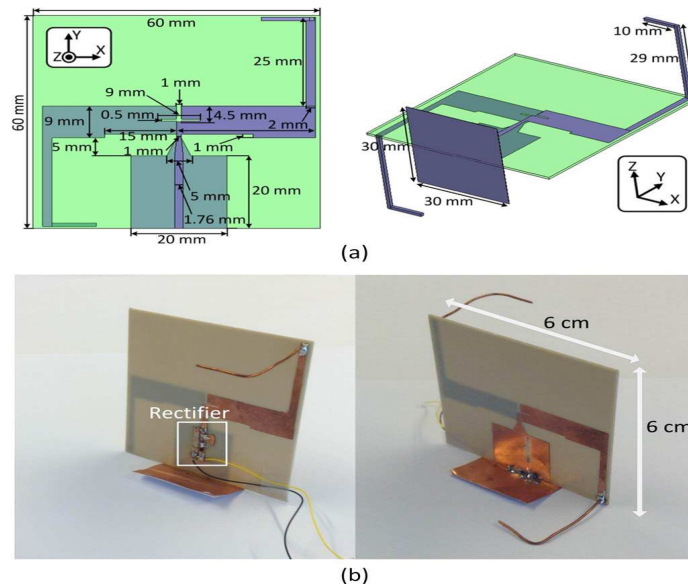 60 mm
Y
Z
X
25 mm
10 mm
29 mm
1 mm
9 mm
60 mm
0.5 mm
4.5 mm
9 mm
2 mm
15 mm
5 mm
1 mm
1 mm
30 mm
20 mm
5 mm
1.76 mm
30 mm
Z
Y
X
20 mm
(a)
6 cm
Rectifier
6 cm
(b)